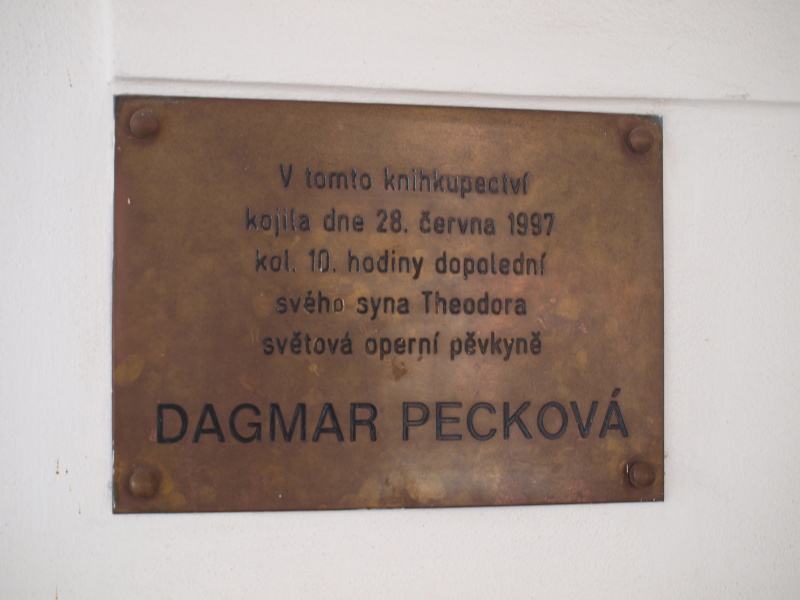 V tomto knihkupectví
kojila dne 28. června 1997
kol. 10. hodiny dopolední
svého syna Theodora
světová operní pěvkyně
DAGMAR PECKOVÁ